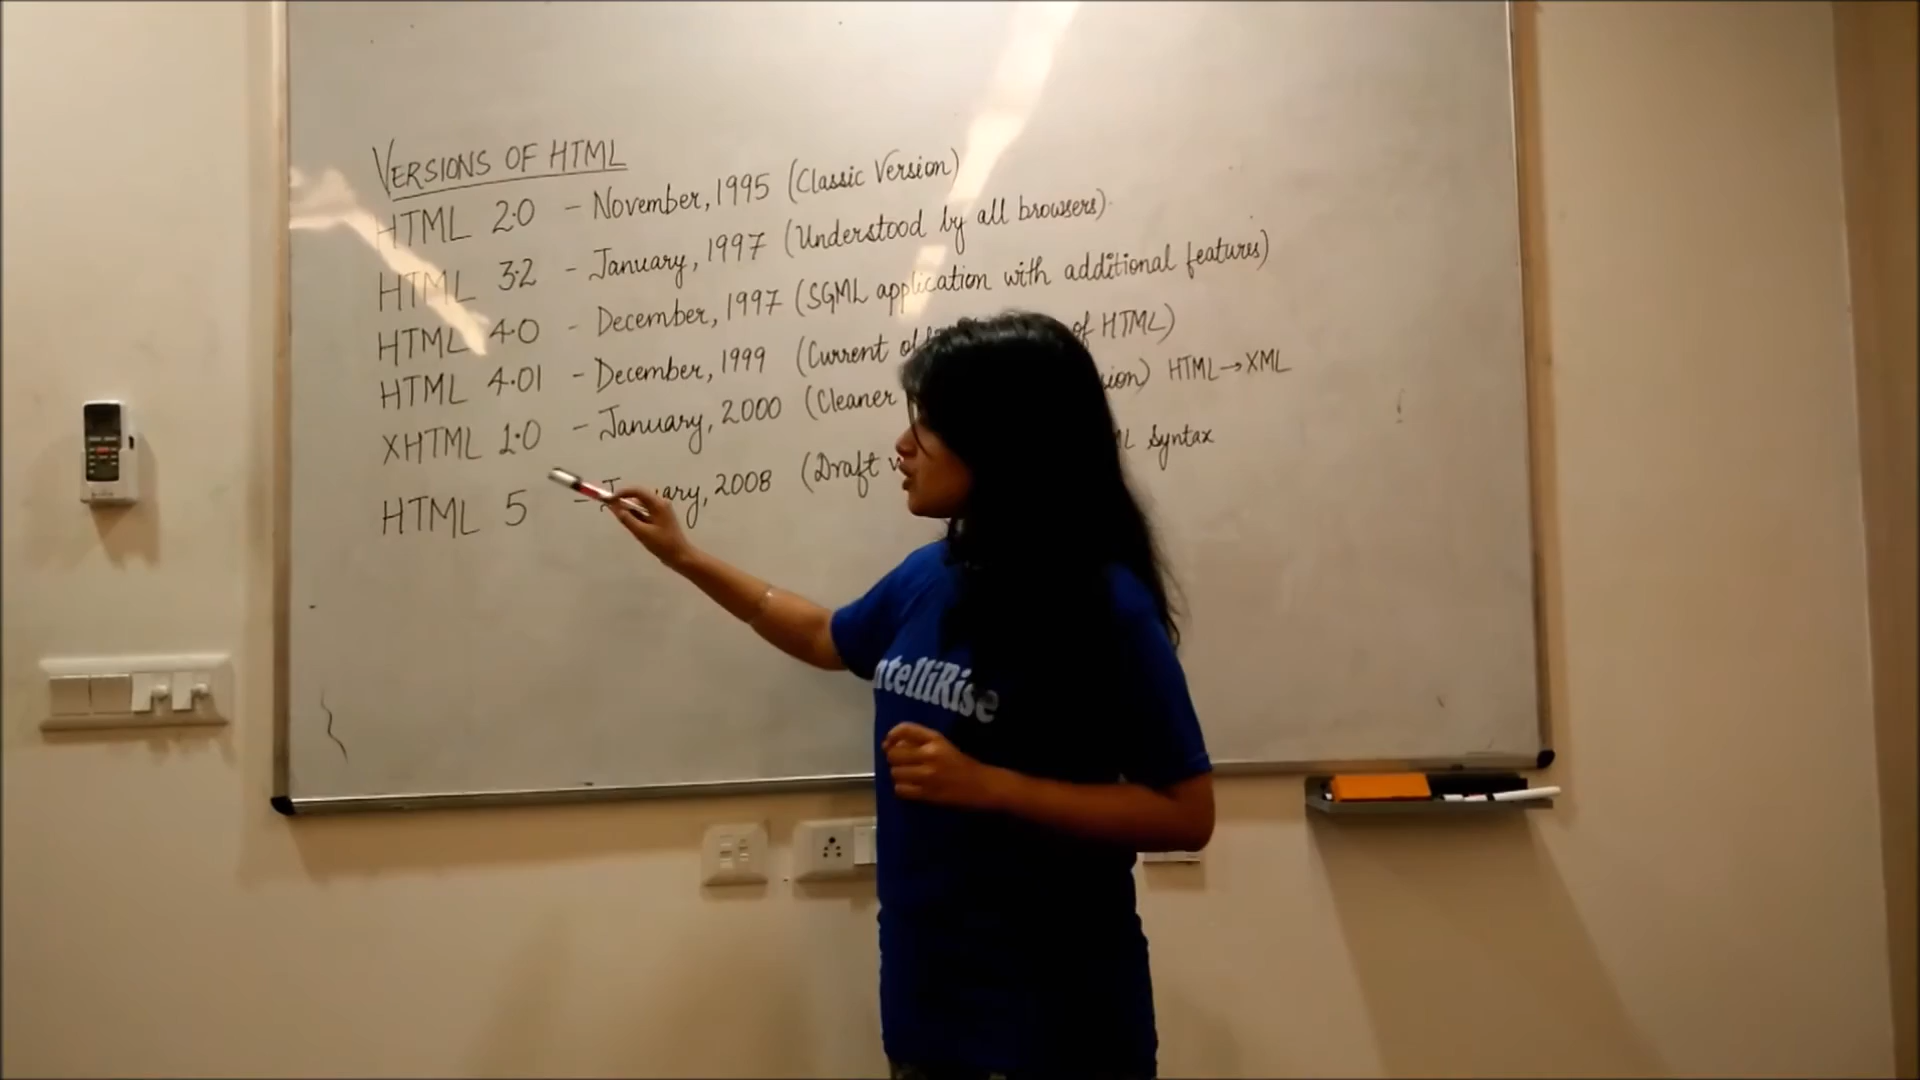 VERSIONS OF HTML
HTML 2.0 - November, 1995 (Classic Version)
HTML 3.2 - January, 1997 (Understood by all browsers)
HTML 4.0 - December, 1997 (SGML application with additional features)
HTML 4.01 - December, 1999 (Current of HTML)
XHTML 1.0 - January, 2000 (Cleaner HTML→XML
HTML 5 - 2008 (Draft Syntax
ntelliRise